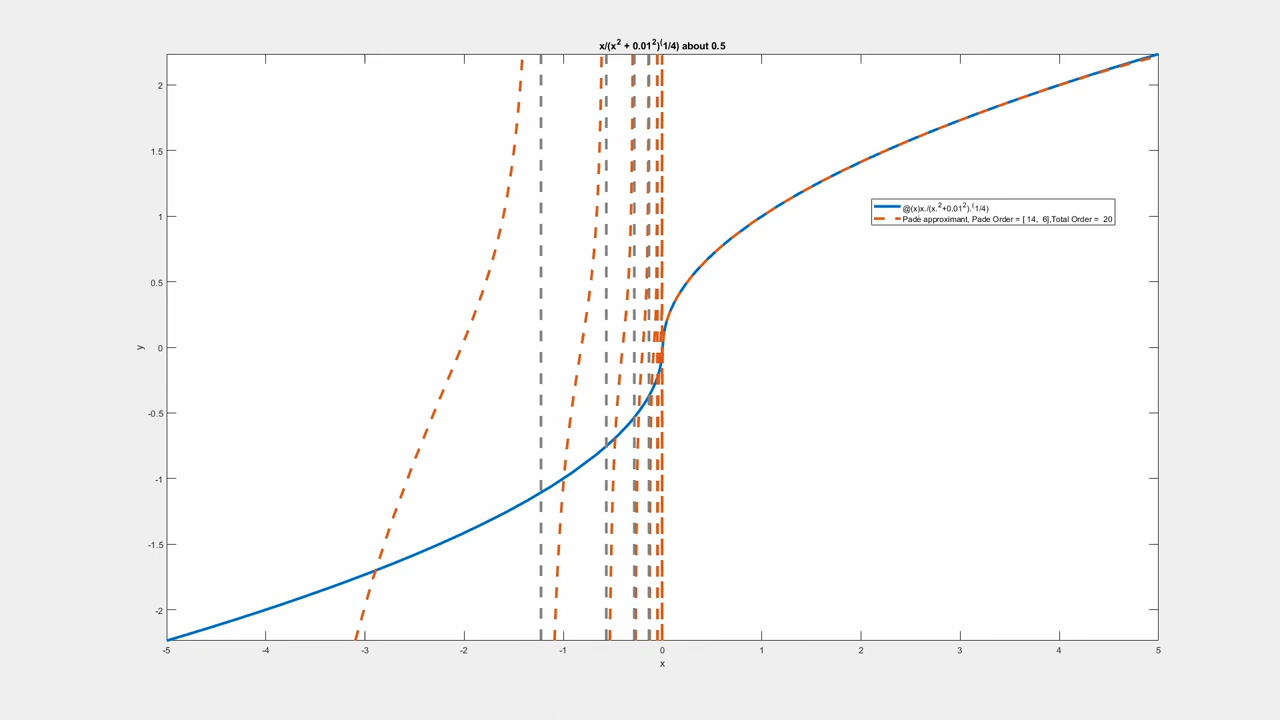 x/(x² + 0.01²)⁽1/4) about 0.5
2
1.5
1
0.5
0
-0.5
-1
-1.5
-2
y
@(x)x./(x.²+0.01²).⁽1/4)
Padé approximant, Pade Order = [ 14, 6],Total Order = 20
-5 -4 -3 -2 -1 0 1 2 3 4 5
x